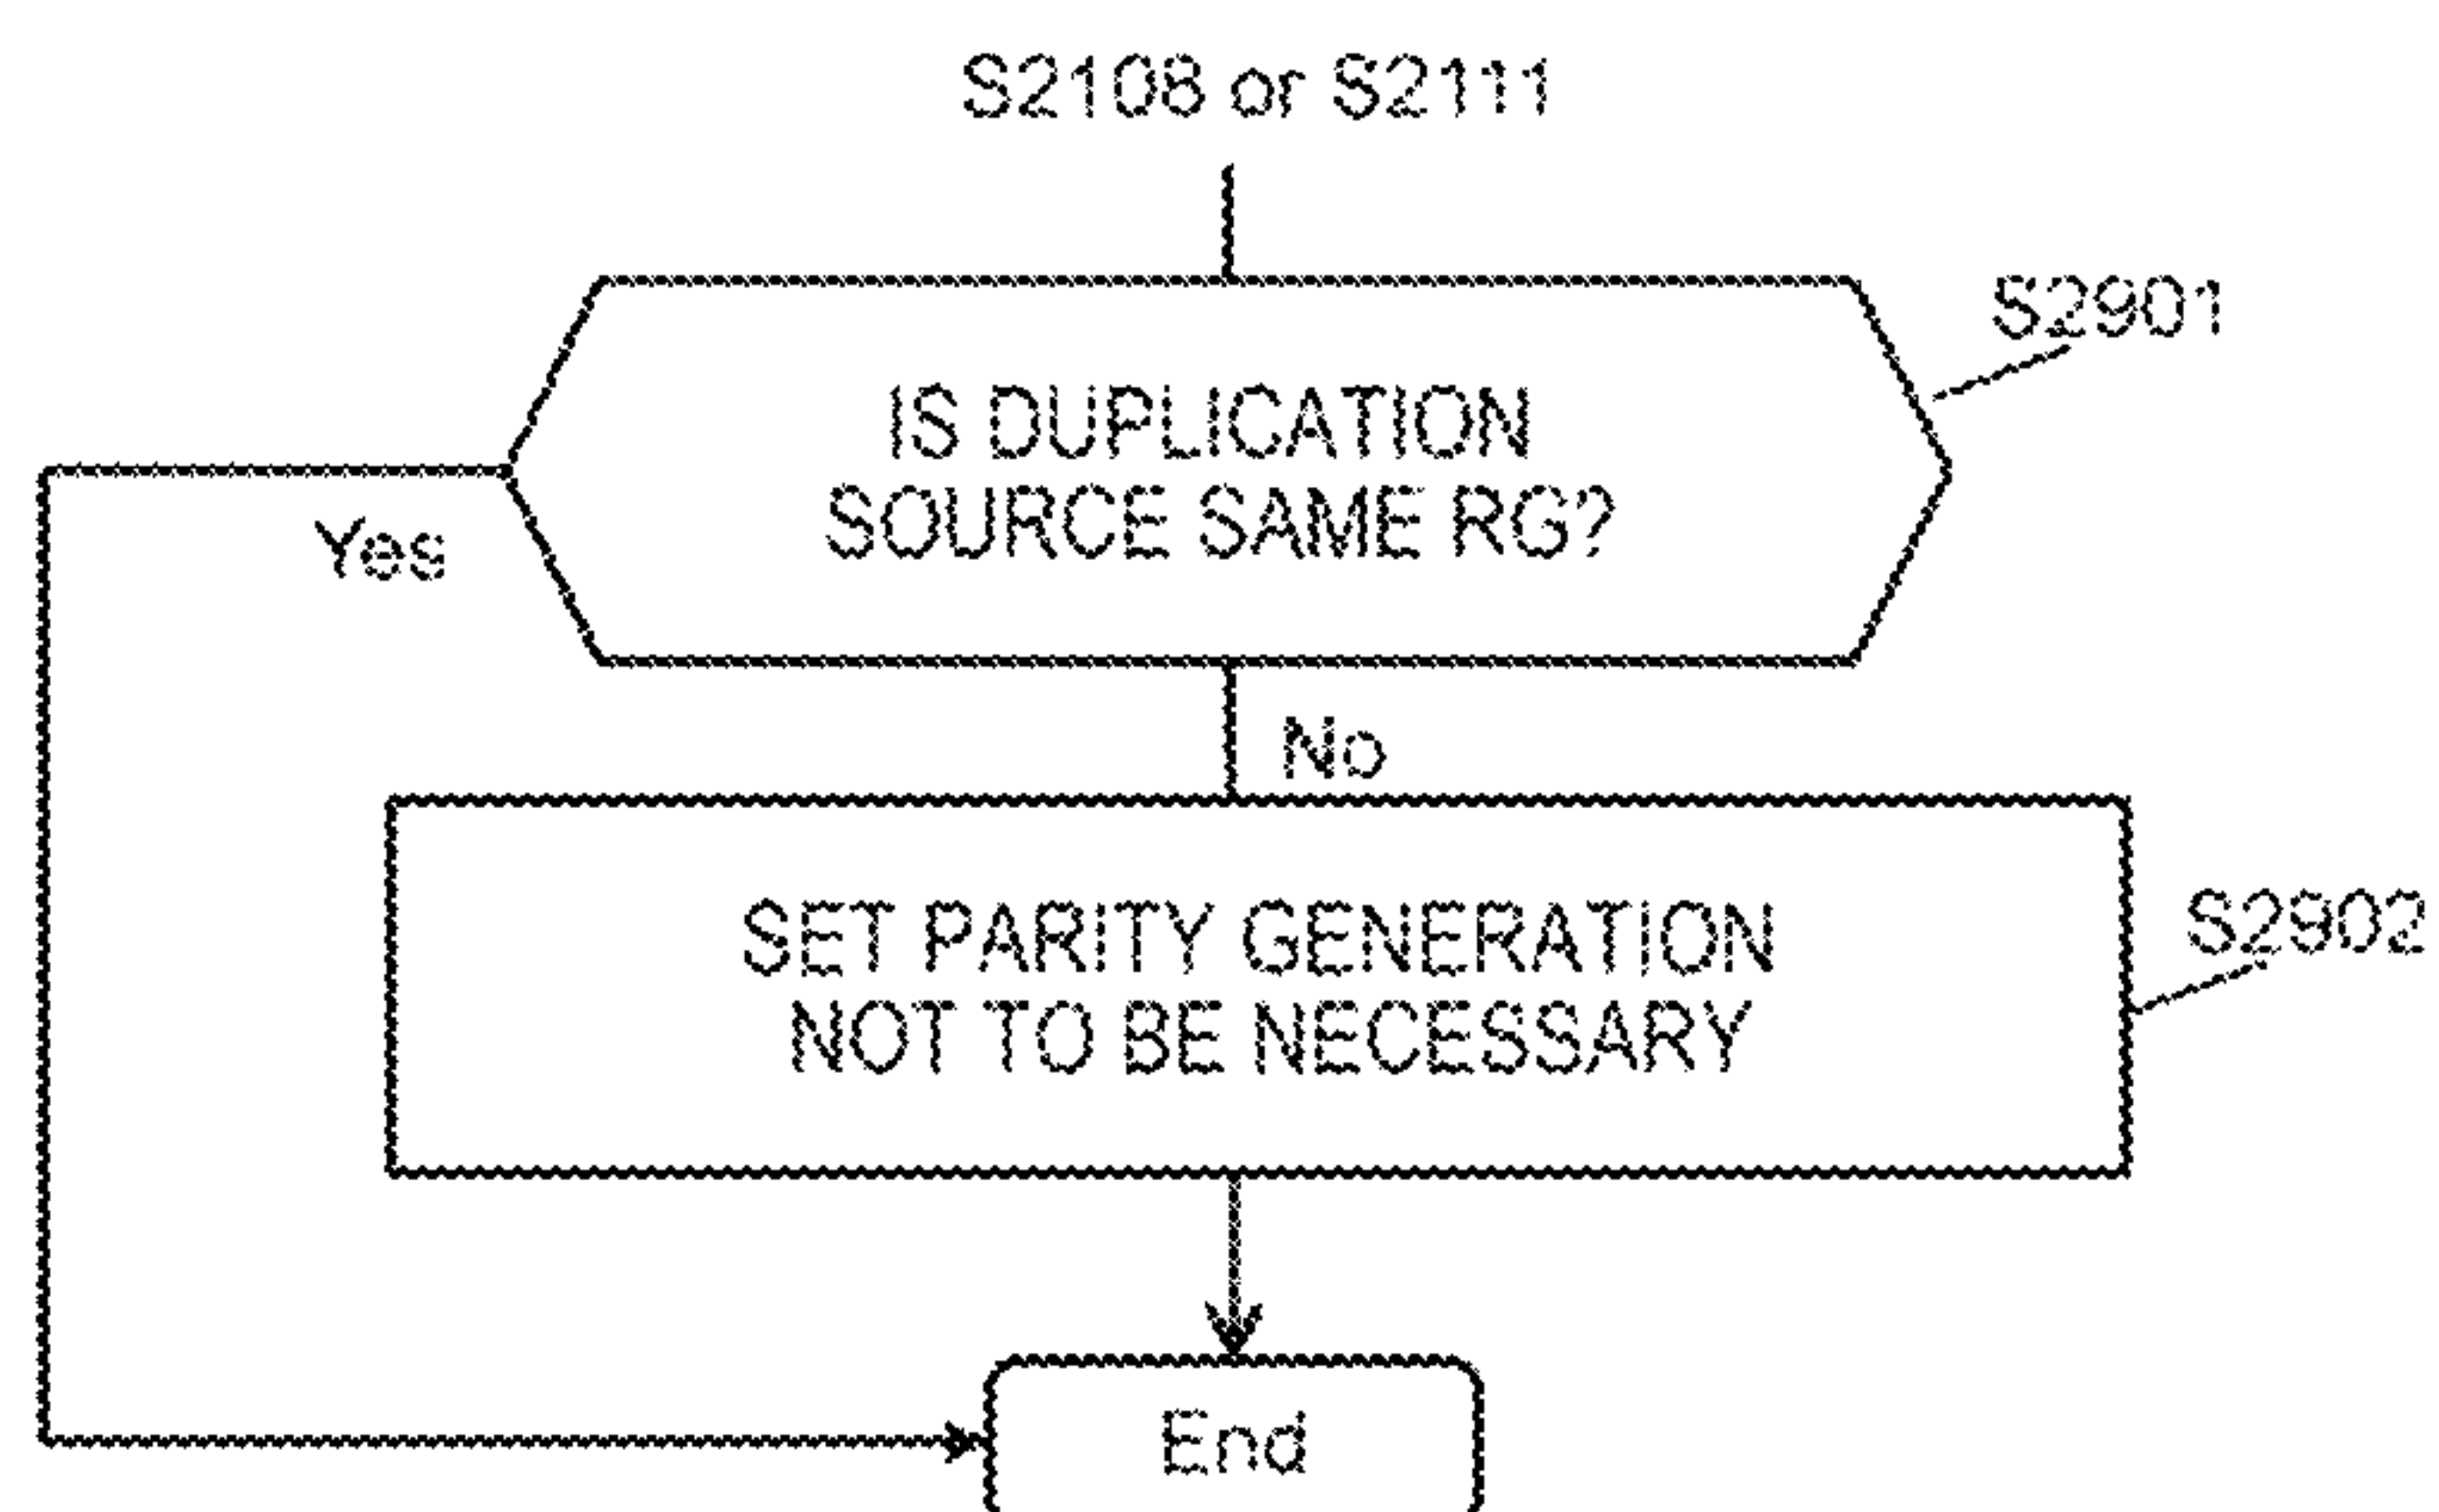 S2108 or S2111
S2901
IS DUPLICATION
SOURCE SAME RG?
Yes
No
SET PARITY GENERATION
NOT TO BE NECESSARY
S2902
End